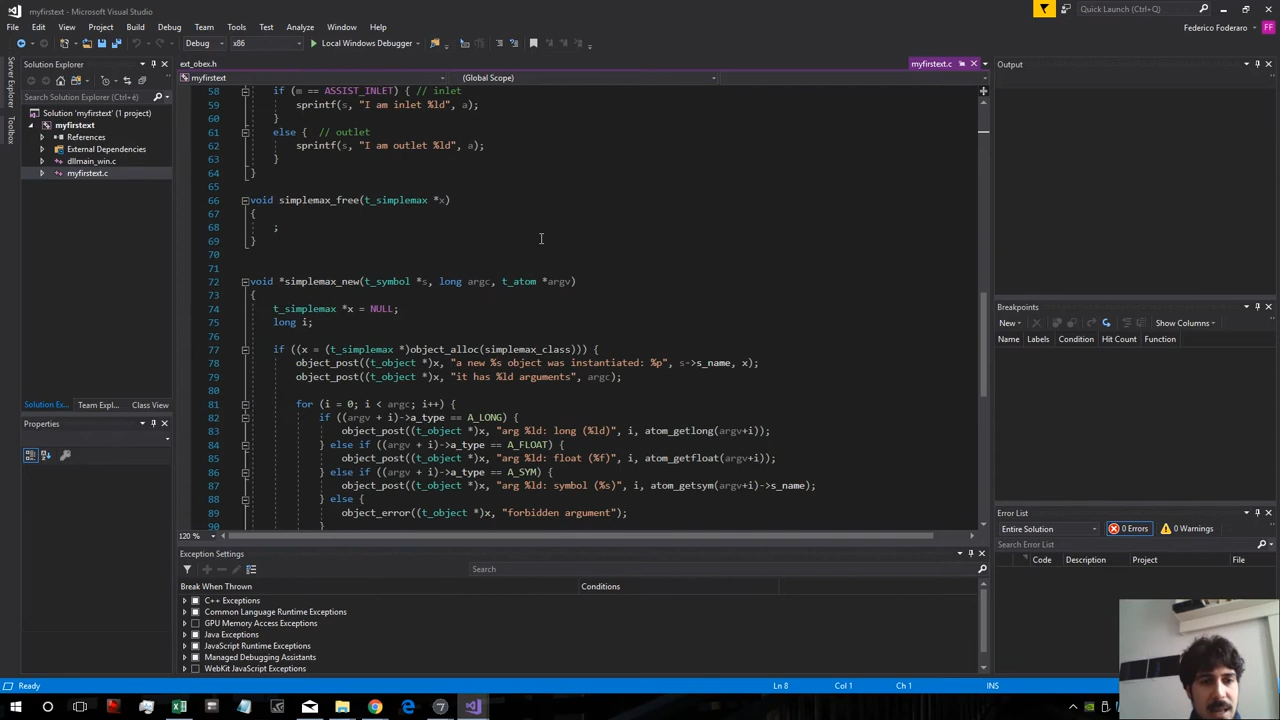 myfirstext - Microsoft Visual Studio
Quick Launch (Ctrl+Q)
File Edit View Project Build Debug Team Tools Test Analyze Window Help
Federico Foderaro FF
Debug x86 Local Windows Debugger
Server Explorer
Toolbox
Solution Explorer
Search Solution Explorer (Ctrl+è)
Solution 'myfirstext' (1 project)
myfirstext
References
External Dependencies
dllmain_win.c
myfirstext.c
Solution Ex... Team Expl... Class View
Properties
ext_obex.h myfirstext.c
myfirstext (Global Scope)
58 if (m == ASSIST_INLET) { // inlet
59 sprintf(s, "I am inlet %ld", a);
60 }
61 else { // outlet
62 sprintf(s, "I am outlet %ld", a);
63 }
64 }
65
66 void simplemax_free(t_simplemax *x)
67 {
68 ;
69 }
70
71
72 void *simplemax_new(t_symbol *s, long argc, t_atom *argv)
73 {
74 t_simplemax *x = NULL;
75 long i;
76
77 if ((x = (t_simplemax *)object_alloc(simplemax_class))) {
78 object_post((t_object *)x, "a new %s object was instantiated: %p", s->s_name, x);
79 object_post((t_object *)x, "it has %ld arguments", argc);
80
81 for (i = 0; i < argc; i++) {
82 if ((argv + i)->a_type == A_LONG) {
83 object_post((t_object *)x, "arg %ld: long (%ld)", i, atom_getlong(argv+i));
84 } else if ((argv + i)->a_type == A_FLOAT) {
85 object_post((t_object *)x, "arg %ld: float (%f)", i, atom_getfloat(argv+i));
86 } else if ((argv + i)->a_type == A_SYM) {
87 object_post((t_object *)x, "arg %ld: symbol (%s)", i, atom_getsym(argv+i)->s_name);
88 } else {
89 object_error((t_object *)x, "forbidden argument");
90 }
120 %
Exception Settings
Search
Break When Thrown Conditions
C++ Exceptions
Common Language Runtime Exceptions
GPU Memory Access Exceptions
Java Exceptions
JavaScript Runtime Exceptions
Managed Debugging Assistants
WebKit JavaScript Exceptions
Output
Breakpoints
New Show Columns
Name Labels Condition Hit Count Function
Error List
Entire Solution 0 Errors 0 Warnings
Search Error List
Code Description Project File
Ready Ln 8 Col 1 Ch 1 INS